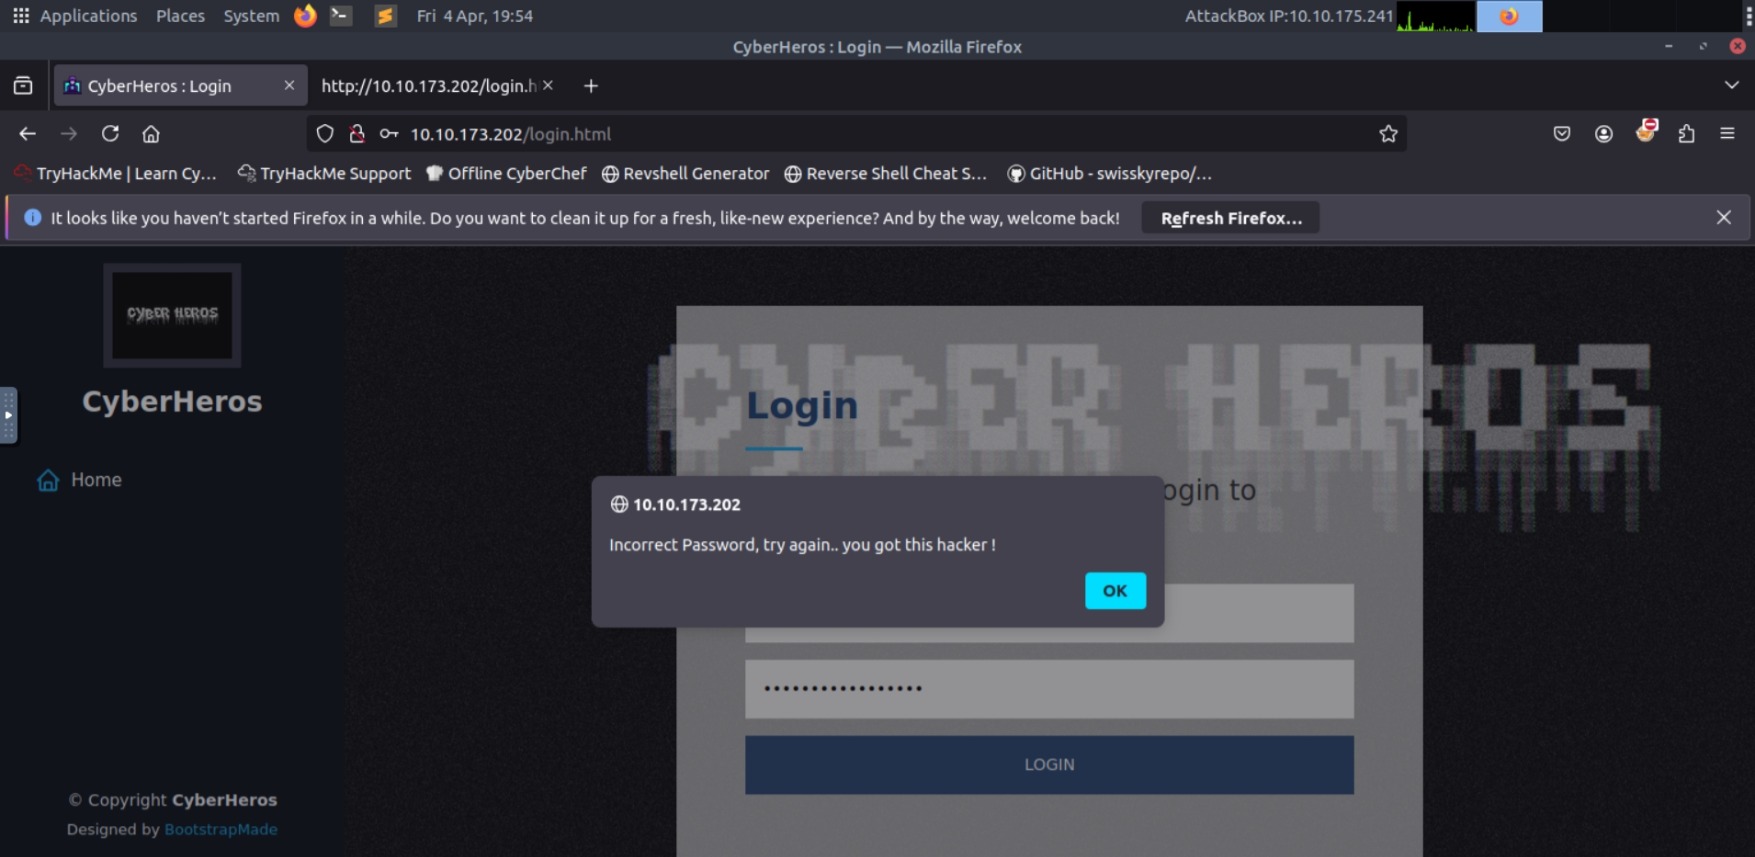 Applications Places System Fri 4 Apr, 19:54 AttackBox IP:10.10.175.241
CyberHeros : Login — Mozilla Firefox
CyberHeros : Login http://10.10.173.202/login.h
10.10.173.202/login.html
TryHackMe | Learn Cy... TryHackMe Support Offline CyberChef Revshell Generator Reverse Shell Cheat S... GitHub - swisskyrepo/...
It looks like you haven't started Firefox in a while. Do you want to clean it up for a fresh, like-new experience? And by the way, welcome back! Refresh Firefox...
CYBER HEROS
CyberHeros
Home
CYBER HEROS
Login
ogin to
10.10.173.202
Incorrect Password, try again.. you got this hacker !
OK
•••••••••••••••••
LOGIN
© Copyright CyberHeros
Designed by BootstrapMade